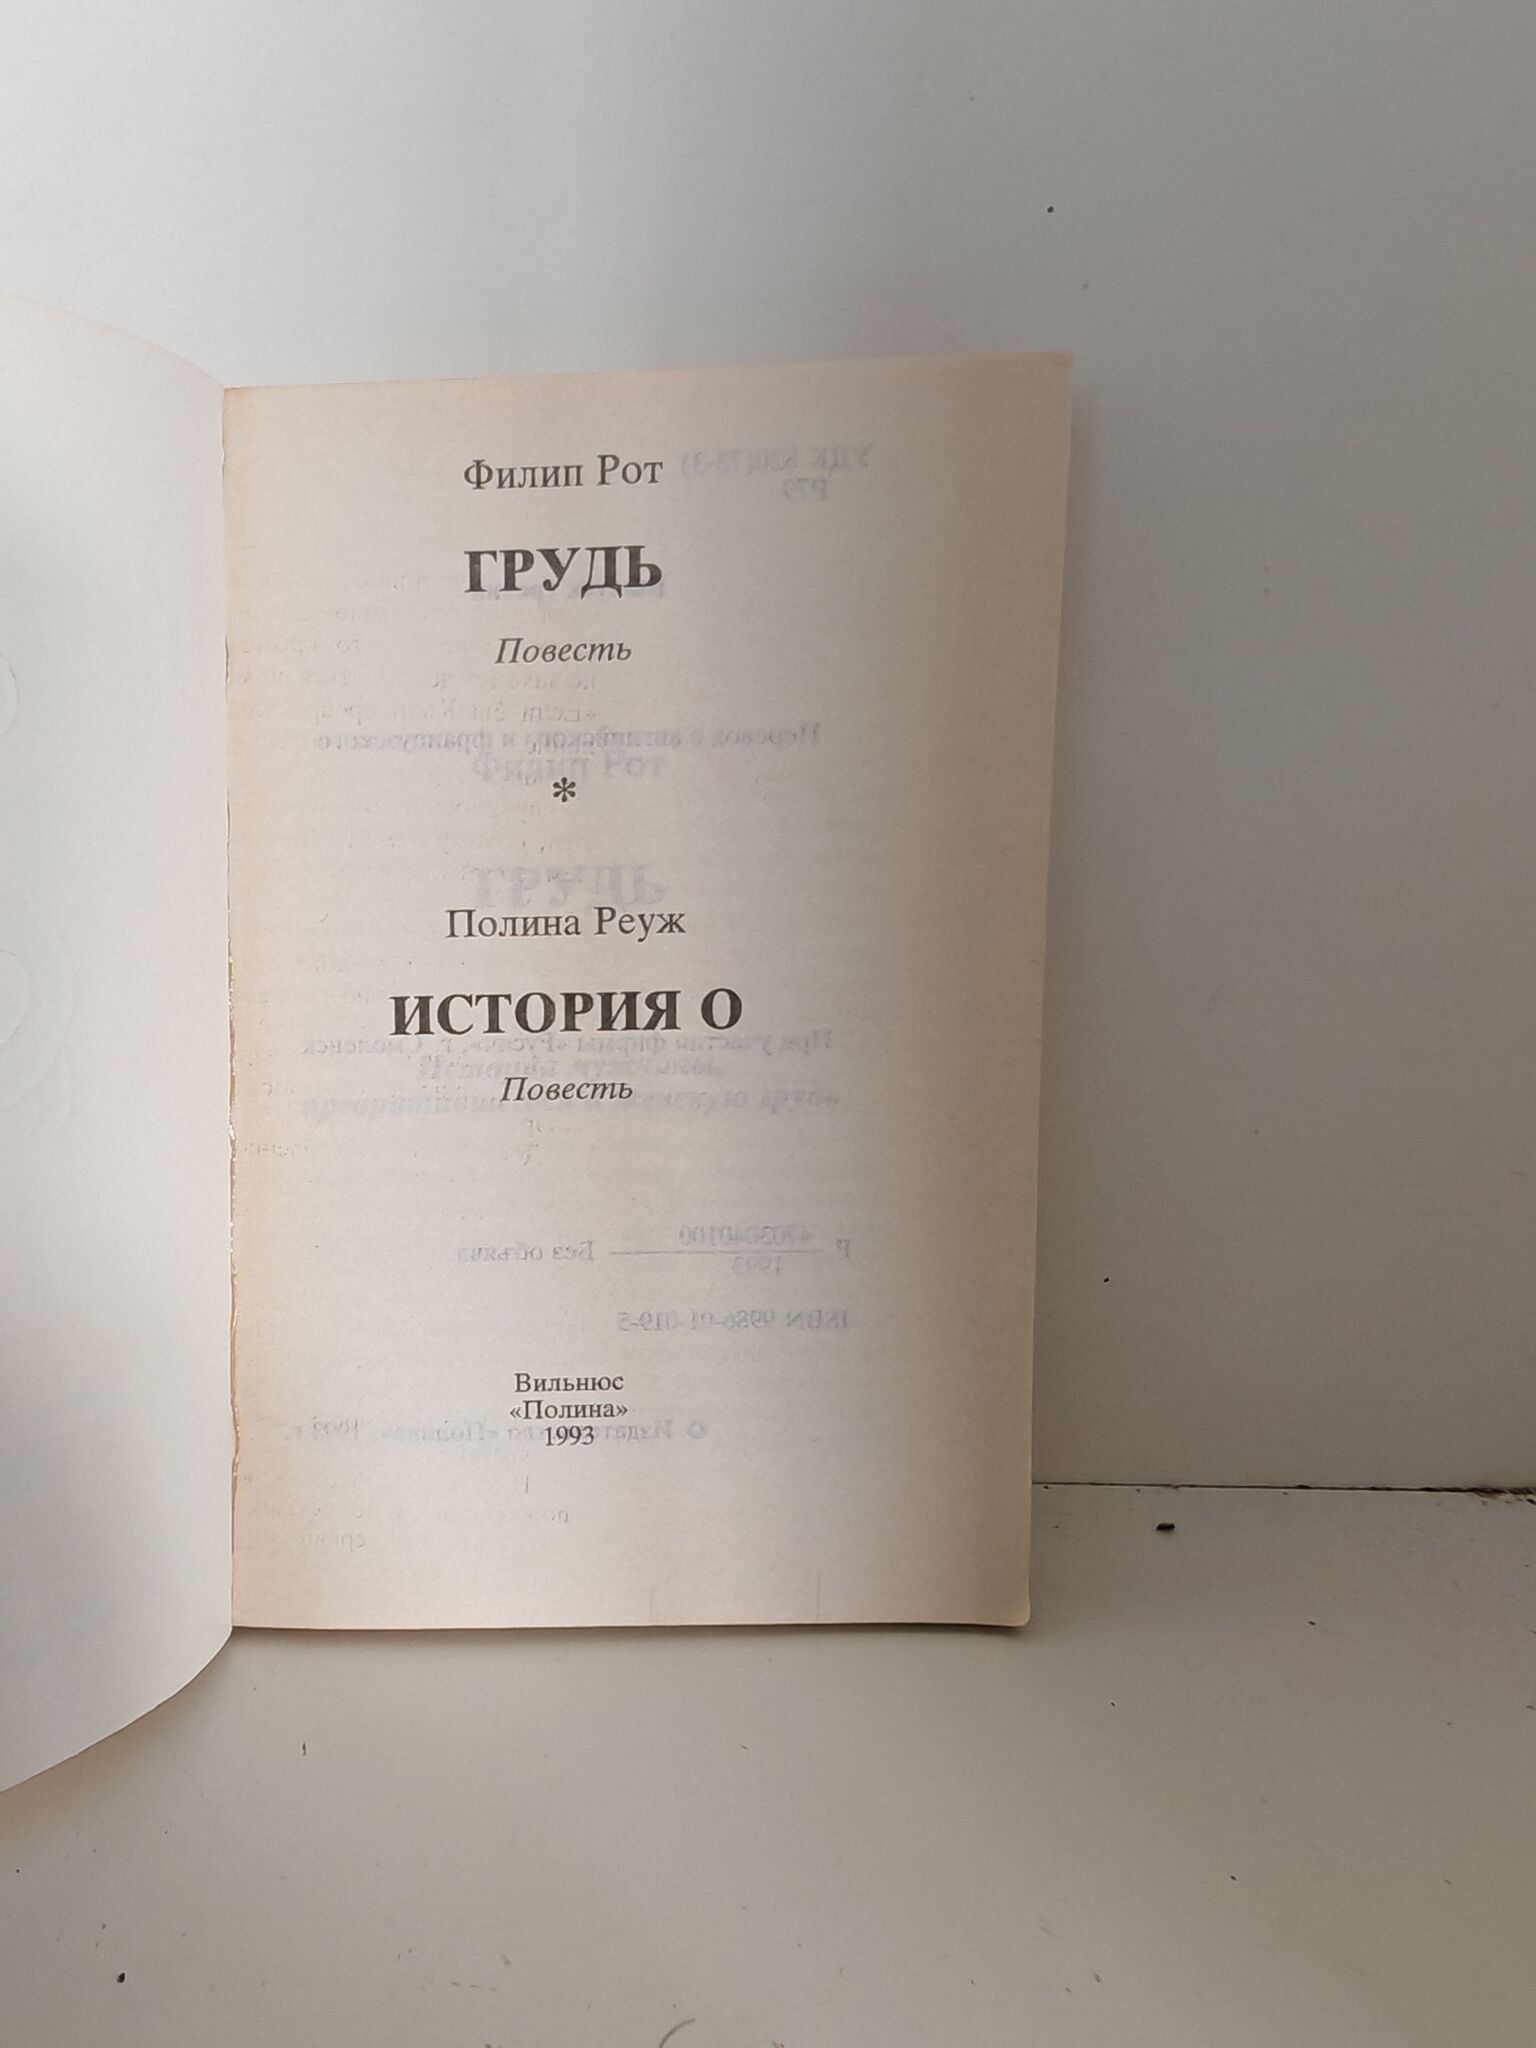 Филип Рот
ГРУДЬ
Повесть
*
Полина Реуж
ИСТОРИЯ О
Повесть
Вильнюс
«Полина»
1993